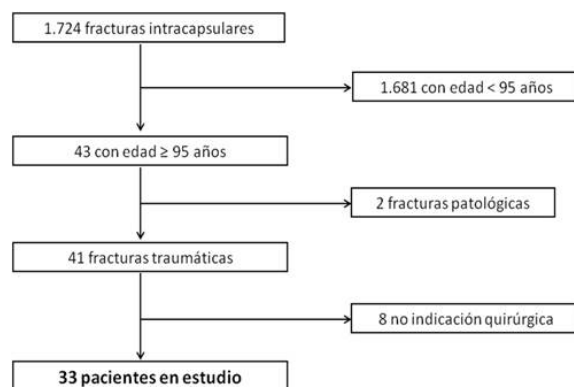 1.724 fracturas intracapsulares
1.681 con edad < 95 años
43 con edad ≥ 95 años
2 fracturas patológicas
41 fracturas traumáticas
8 no indicación quirúrgica
33 pacientes en estudio